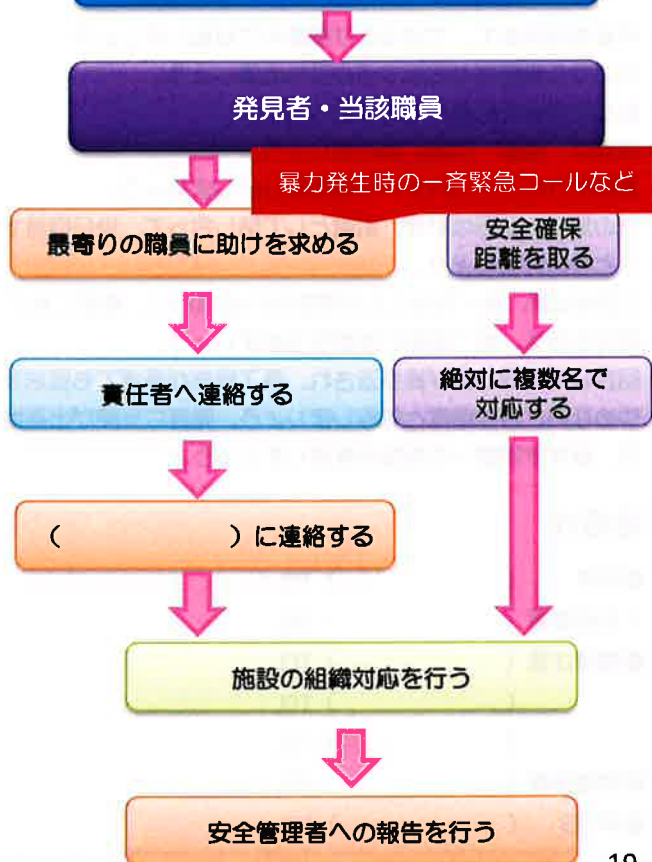 発見者・当該職員
暴力発生時の一斉緊急コールなど
最寄りの職員に助けを求める
安全確保
距離を取る
責任者へ連絡する
絶対に複数名で
対応する
（　　　　　　　）に連絡する
施設の組織対応を行う
安全管理者への報告を行う